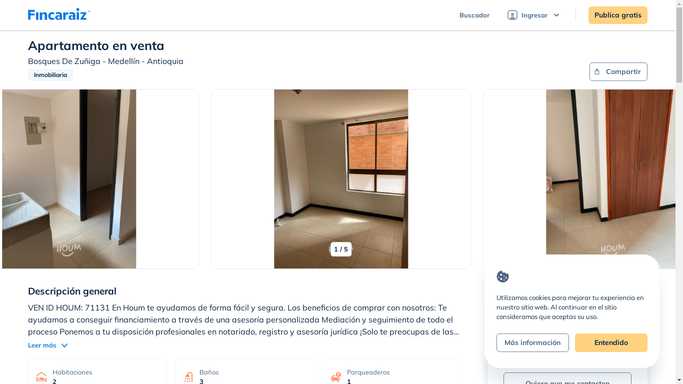 Fincaraiz
Buscador
Ingresar
Publica gratis
Apartamento en venta
Bosques De Zuñiga - Medellín - Antioquia
Inmobiliaria
Compartir
HOUM
1 / 5
HOUM
Descripción general
VEN ID HOUM: 71131 En Houm te ayudamos de forma fácil y segura. Los beneficios de comprar con nosotros: Te
ayudamos a conseguir financiamiento a través de una asesoría personalizada Mediación y seguimiento de todo el
proceso Ponemos a tu disposición profesionales en notariado, registro y asesoría jurídica ¡Solo te preocupas de las...
Leer más
Habitaciones
2
Baños
3
Parqueaderos
1
Utilizamos cookies para mejorar tu experiencia en
nuestro sitio web. Al continuar en el sitio
consideramos que aceptas su uso.
Más información
Entendido
Quiero que me contacten